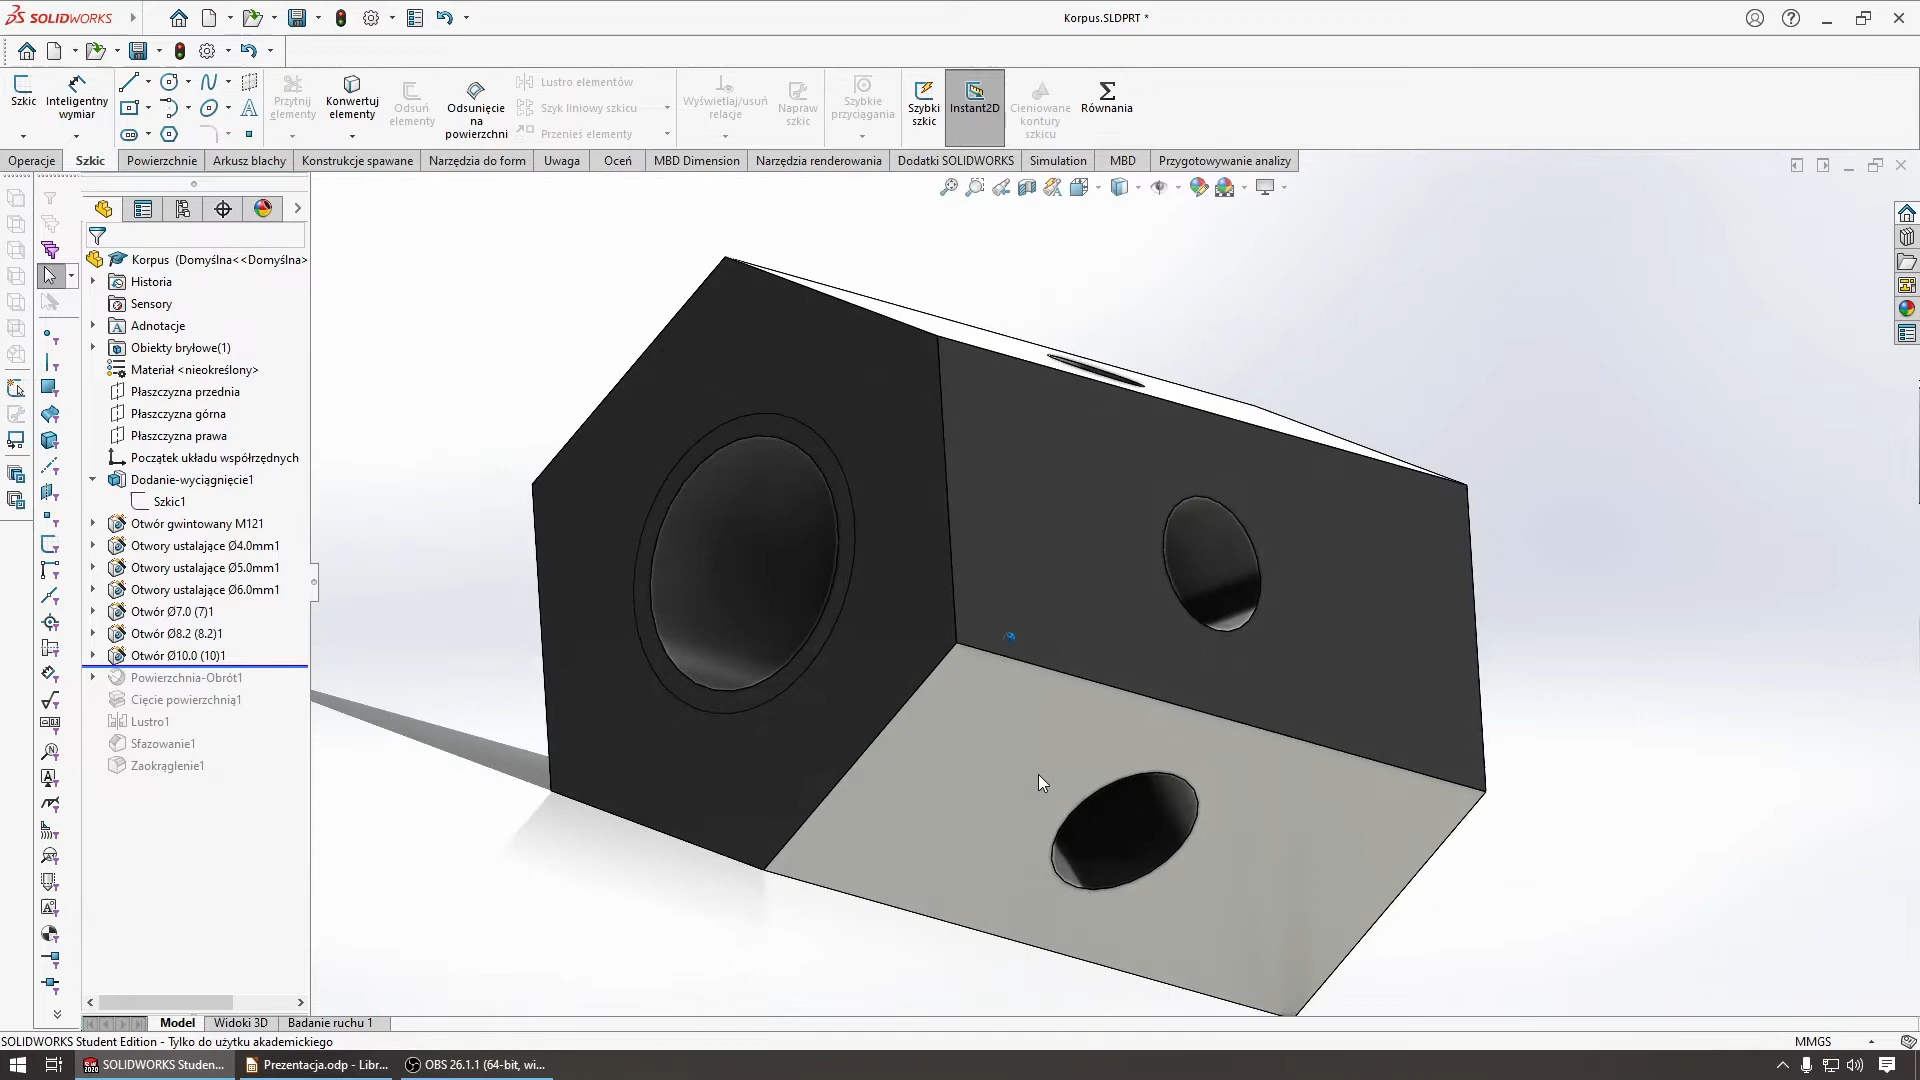 SOLIDWORKS
Korpus.SLDPRT *
Szkic
Inteligentny wymiar
Przytnij elementy
Konwertuj elementy
Odsuń elementy
Odsunięcie na powierzchni
Lustro elementów
Szyk liniowy szkicu
Przenieś elementy
Wyświetlaj/usuń relacje
Napraw szkic
Szybkie przyciągania
Szybki szkic
Instant2D
Cieniowane kontury szkicu
Równania
Operacje
Szkic
Powierzchnie
Arkusz blachy
Konstrukcje spawane
Narzędzia do form
Uwaga
Oceń
MBD Dimension
Narzędzia renderowania
Dodatki SOLIDWORKS
Simulation
MBD
Przygotowywanie analizy
Korpus (Domyślna<<Domyślna>
Historia
Sensory
Adnotacje
Obiekty bryłowe(1)
Materiał <nieokreślony>
Płaszczyzna przednia
Płaszczyzna górna
Płaszczyzna prawa
Początek układu współrzędnych
Dodanie-wyciągnięcie1
Szkic1
Otwór gwintowany M121
Otwory ustalające Ø4.0mm1
Otwory ustalające Ø5.0mm1
Otwory ustalające Ø6.0mm1
Otwór Ø7.0 (7)1
Otwór Ø8.2 (8.2)1
Otwór Ø10.0 (10)1
Powierzchnia-Obrót1
Cięcie powierzchnią1
Lustro1
Sfazowanie1
Zaokrąglenie1
Model
Widoki 3D
Badanie ruchu 1
SOLIDWORKS Student Edition - Tylko do użytku akademickiego
MMGS
SOLIDWORKS Studen...
Prezentacja.odp - Libr...
OBS 26.1.1 (64-bit, wi...